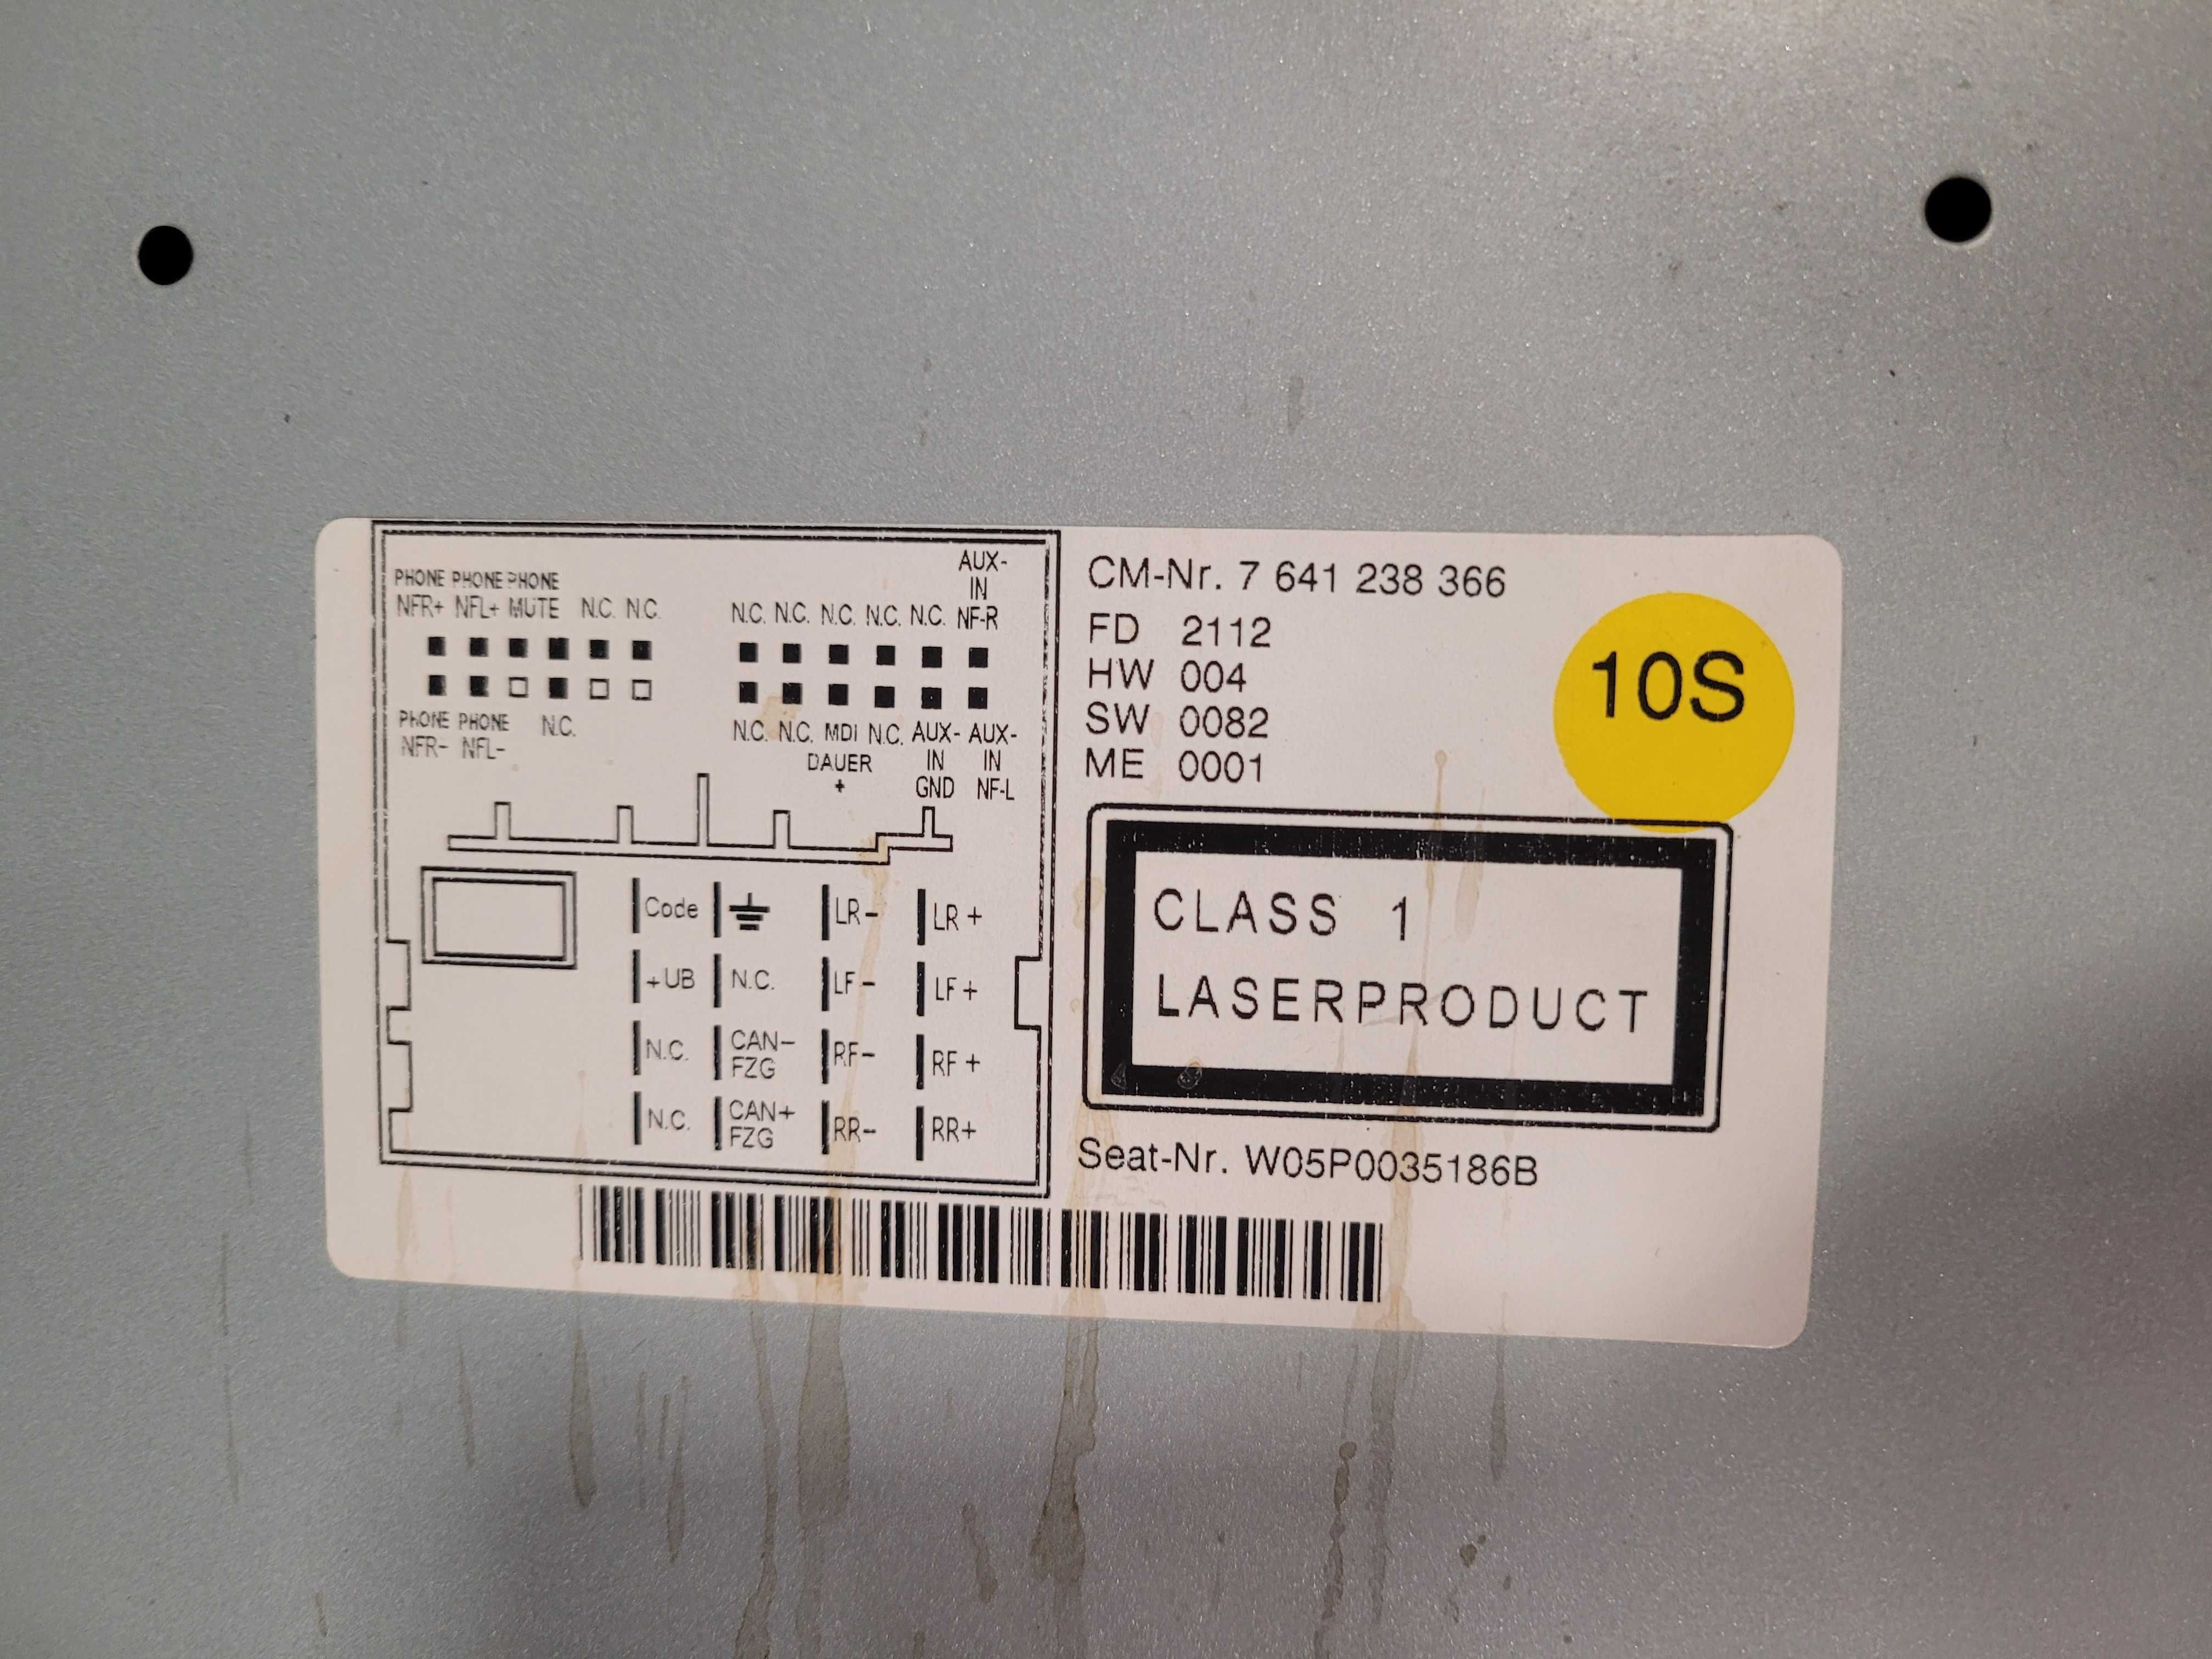 AUX-
IN
PHONE PHONE PHONE
NFR+ NFL+ MUTE N.C. N.C. N.C. N.C. N.C. N.C. N.C. NF-R
PHONE PHONE N.C. N.C. N.C. MDI N.C. AUX- AUX-
NFR- NFL- DAUER IN IN
+ GND NF-L
Code LR- LR +
+UB N.C. LF - LF +
N.C. CAN- RF- RF +
FZG
N.C. CAN+ RR- RR+
FZG
CM-Nr. 7 641 238 366
FD 2112
HW 004
SW 0082
ME 0001
10S
CLASS 1
LASERPRODUCT
Seat-Nr. W05P0035186B